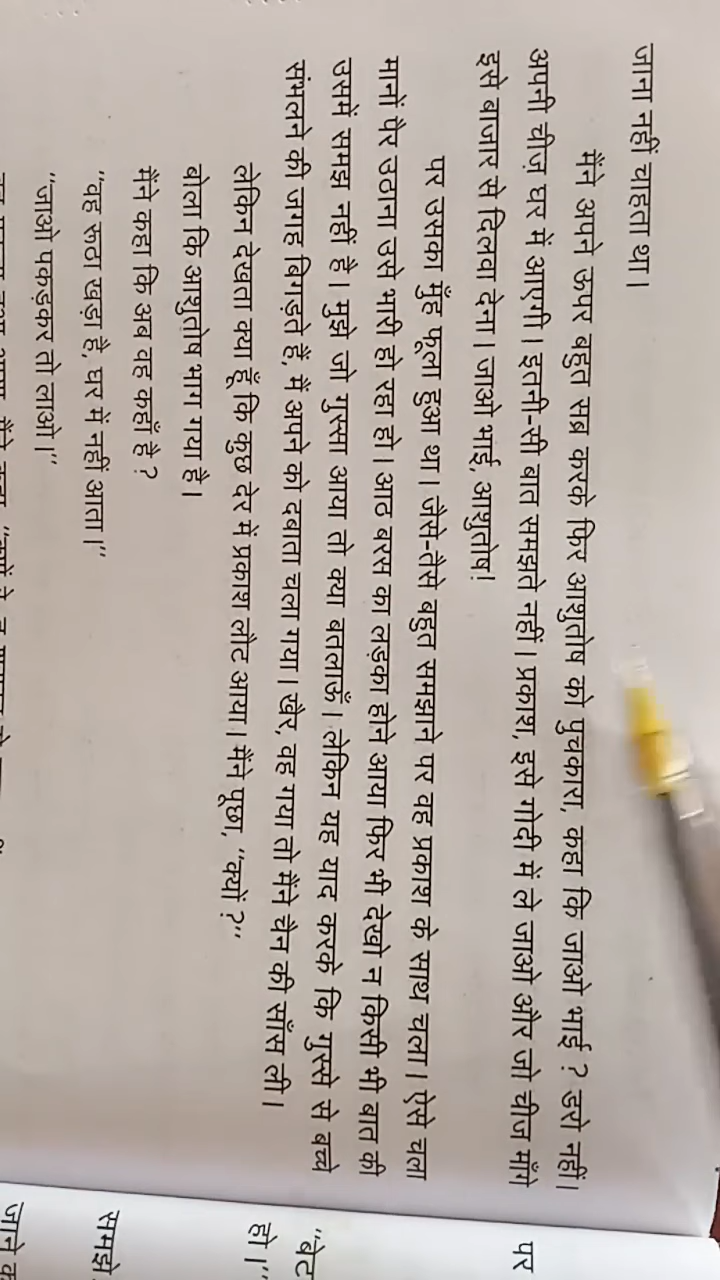 जाना नहीं चाहता था।
मैंने अपने ऊपर बहुत सब्र करके फिर आशुतोष को पुचकारा, कहा कि जाओ भाई ? डरो नहीं।
अपनी चीज़ घर में आएगी। इतनी-सी बात समझते नहीं। प्रकाश, इसे गोदी में ले जाओ और जो चीज माँगे
इसे बाजार से दिलवा देना। जाओ भाई, आशुतोष!
पर उसका मुँह फूला हुआ था। जैसे-तैसे बहुत समझाने पर वह प्रकाश के साथ चला। ऐसे चला
मानों पैर उठाना उसे भारी हो रहा हो। आठ बरस का लड़का होने आया फिर भी देखो न किसी भी बात की
उसमें समझ नहीं है। मुझे जो गुस्सा आया तो क्या बतलाऊँ। लेकिन यह याद करके कि गुस्से से बच्चे
संभलने की जगह बिगड़ते हैं, मैं अपने को दबाता चला गया। खैर, वह गया तो मैंने चैन की साँस ली।
लेकिन देखता क्या हूँ कि कुछ देर में प्रकाश लौट आया। मैंने पूछा, "क्यों ?"
बोला कि आशुतोष भाग गया है।
मैंने कहा कि अब वह कहाँ है ?
"वह रूठा खड़ा है, घर में नहीं आता।"
"जाओ पकड़कर तो लाओ।"
पर
"बेट
हो।"
समझे
जाने क